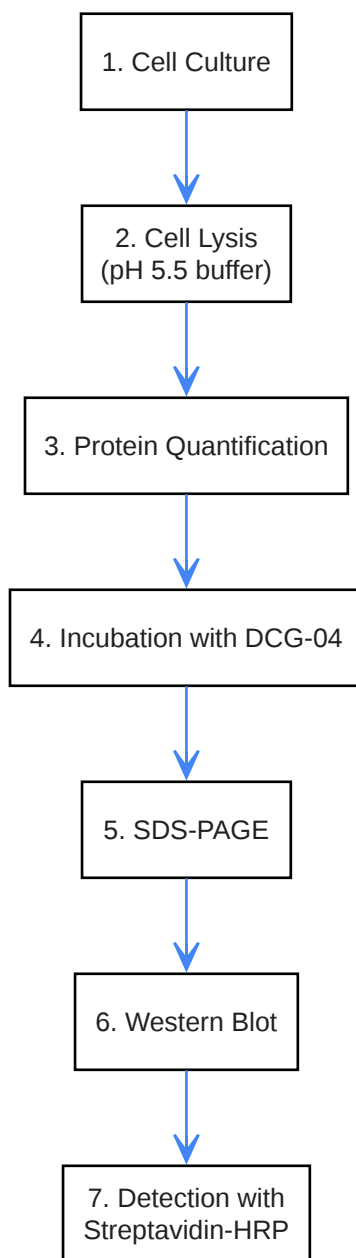 1. Cell Culture
2. Cell Lysis
(pH 5.5 buffer)
3. Protein Quantification
4. Incubation with DCG-04
5. SDS-PAGE
6. Western Blot
7. Detection with
Streptavidin-HRP